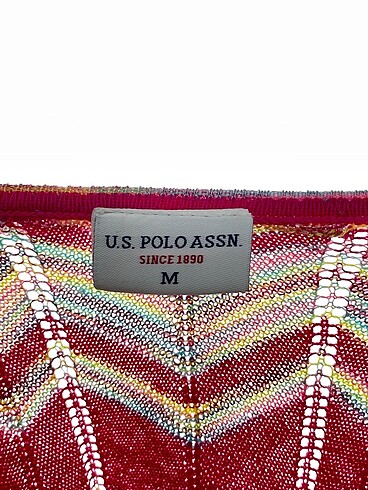 U.S. POLO ASSN.
SINCE 1890
M